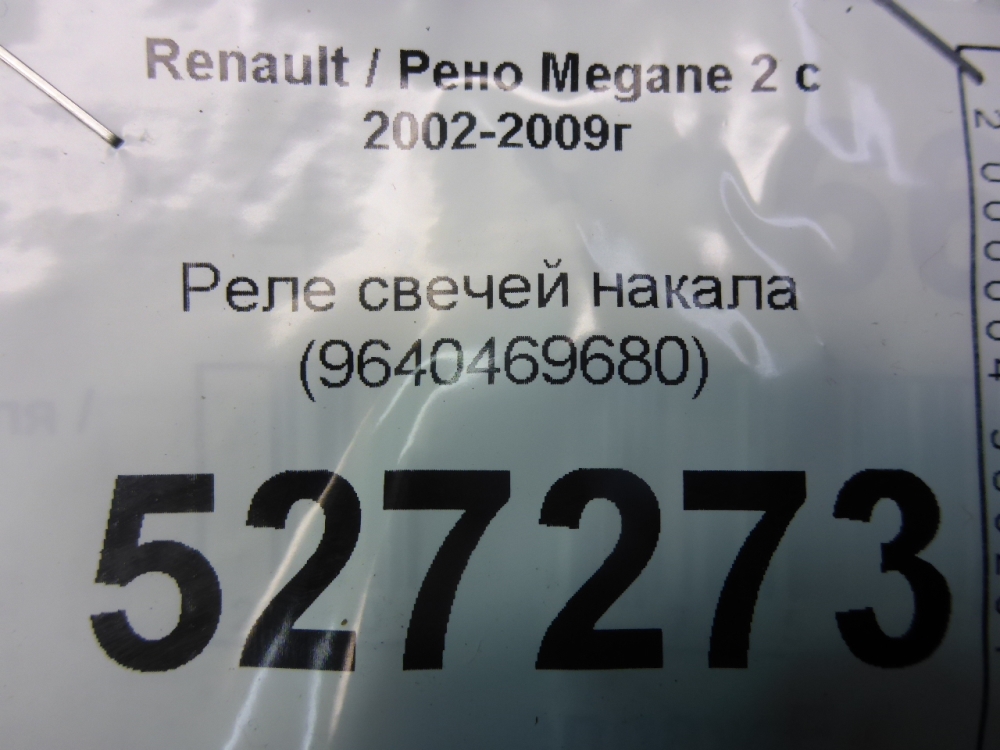 Renault / Рено Megane 2 с
2002-2009г
Реле свечей накала
(9640469680)
527273